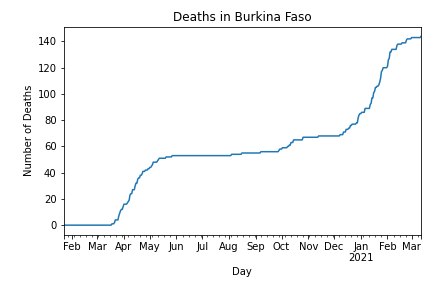 Deaths in Burkina Faso
Number of Deaths
140
120
100
80
60
40
20
0
Feb Mar Apr May Jun Jul Aug Sep Oct Nov Dec Jan Feb Mar
2021
Day